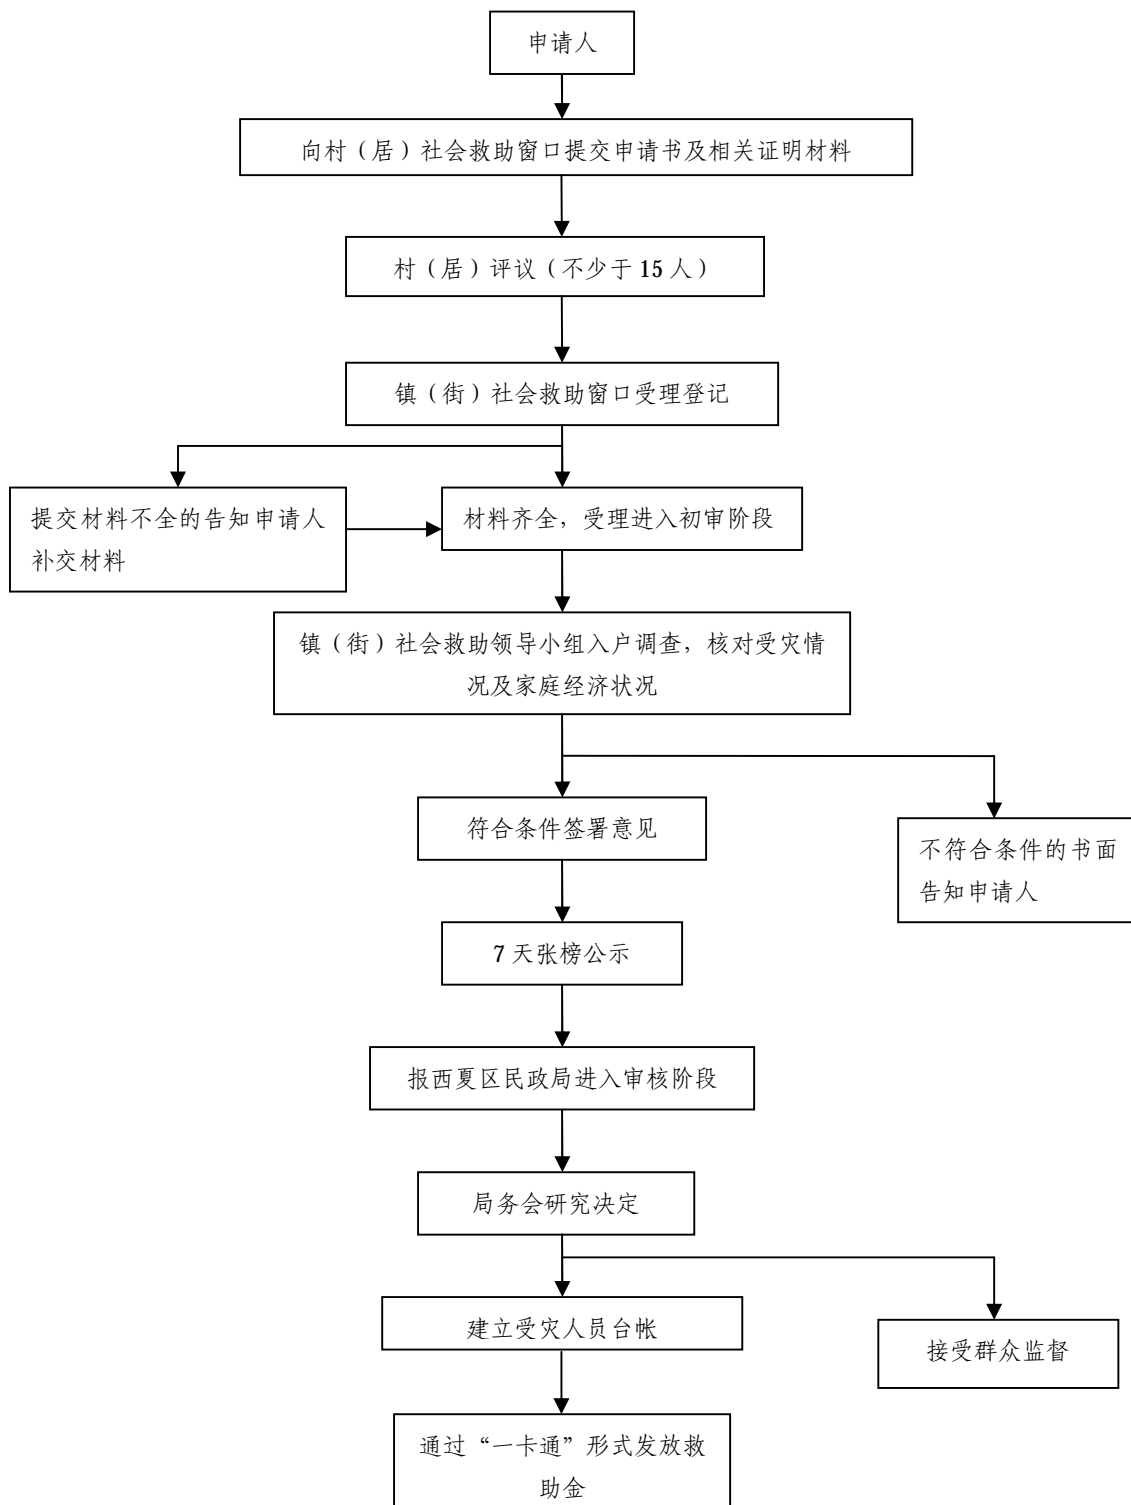 申请人
向村（居）社会救助窗口提交申请书及相关证明材料
村（居）评议（不少于 15 人）
镇（街）社会救助窗口受理登记
提交材料不全的告知申请人
补交材料
材料齐全，受理进入初审阶段
镇（街）社会救助领导小组入户调查，核对受灾情
况及家庭经济状况
符合条件签署意见
不符合条件的书面
告知申请人
7 天张榜公示
报西夏区民政局进入审核阶段
局务会研究决定
建立受灾人员台帐
接受群众监督
通过“一卡通”形式发放救
助金